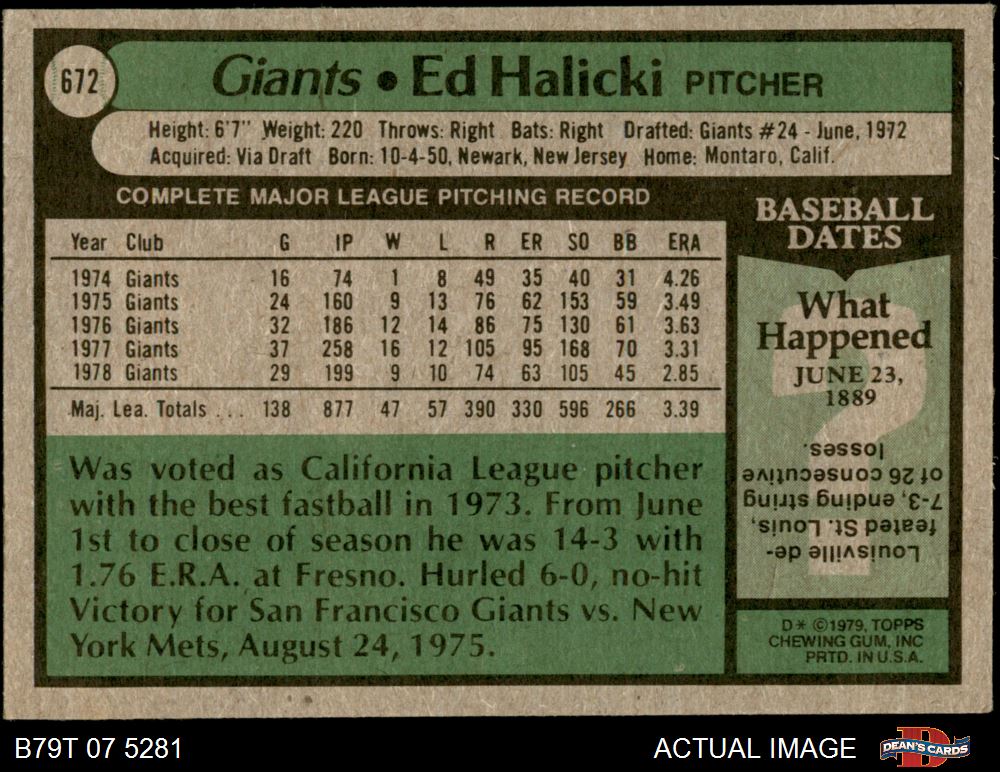 672
Giants • Ed Halicki PITCHER
Height: 6'7" Weight: 220 Throws: Right Bats: Right Drafted: Giants #24 - June, 1972
Acquired: Via Draft Born: 10-4-50, Newark, New Jersey Home: Montaro, Calif.
COMPLETE MAJOR LEAGUE PITCHING RECORD
Year Club G IP W L R ER SO BB ERA
1974 Giants 16 74 1 8 49 35 40 31 4.26
1975 Giants 24 160 9 13 76 62 153 59 3.49
1976 Giants 32 186 12 14 86 75 130 61 3.63
1977 Giants 37 258 16 12 105 95 168 70 3.31
1978 Giants 29 199 9 10 74 63 105 45 2.85
Maj. Lea. Totals ... 138 877 47 57 390 330 596 266 3.39
Was voted as California League pitcher
with the best fastball in 1973. From June
1st to close of season he was 14-3 with
1.76 E.R.A. at Fresno. Hurled 6-0, no-hit
Victory for San Francisco Giants vs. New
York Mets, August 24, 1975.
BASEBALL
DATES
What
Happened
JUNE 23,
1889
Louisville de-
feated St. Louis,
7-3, ending string
of 26 consecutive
losses.
D* ©1979, TOPPS
CHEWING GUM, INC
PRTD. IN U.S.A.
B79T 07 5281
ACTUAL IMAGE
DEAN'S CARDS